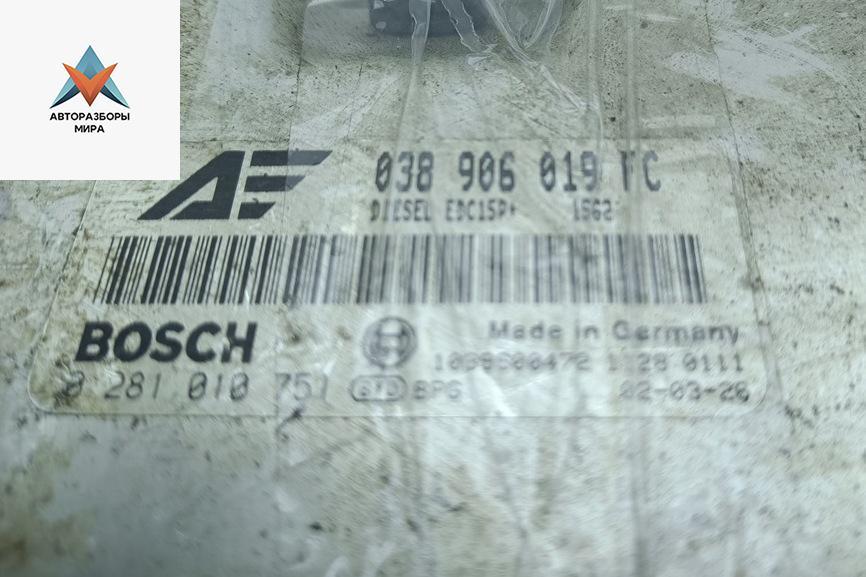 АВТОРАЗБОРЫ
МИРА
038 906 019 FC
DIESEL EDC15P+ 1562
BOSCH
Made in Germany
0 281 010 751
BPG
02-03-26